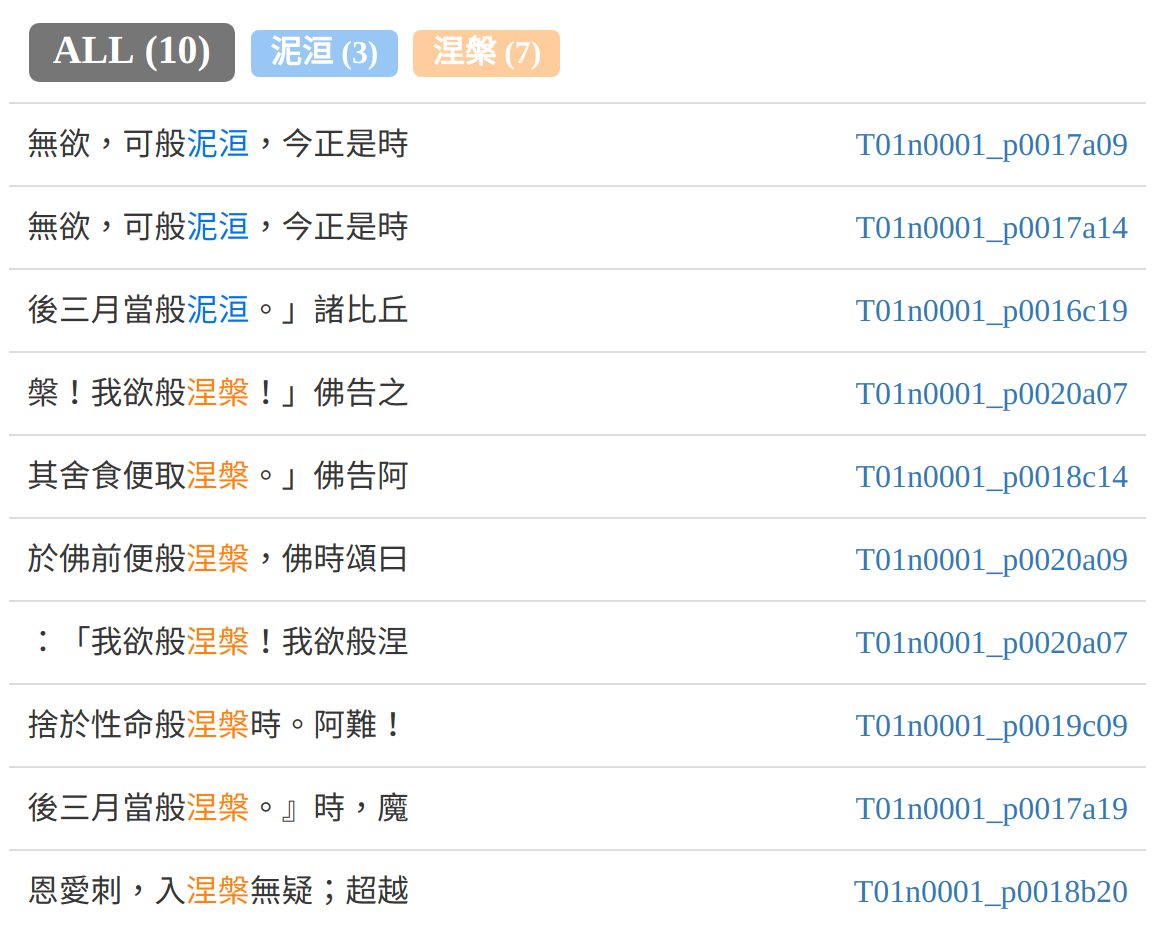 ALL (10) 泥洹 (3) 涅槃 (7)
無欲，可般泥洹，今正是時 T01n0001_p0017a09
無欲，可般泥洹，今正是時 T01n0001_p0017a14
後三月當般泥洹。」諸比丘 T01n0001_p0016c19
槃！我欲般涅槃！」佛告之 T01n0001_p0020a07
其舍食便取涅槃。」佛告阿 T01n0001_p0018c14
於佛前便般涅槃，佛時頌曰 T01n0001_p0020a09
：「我欲般涅槃！我欲般涅 T01n0001_p0020a07
捨於性命般涅槃時。阿難！ T01n0001_p0019c09
後三月當般涅槃。』時，魔 T01n0001_p0017a19
恩愛刺，入涅槃無疑；超越 T01n0001_p0018b20